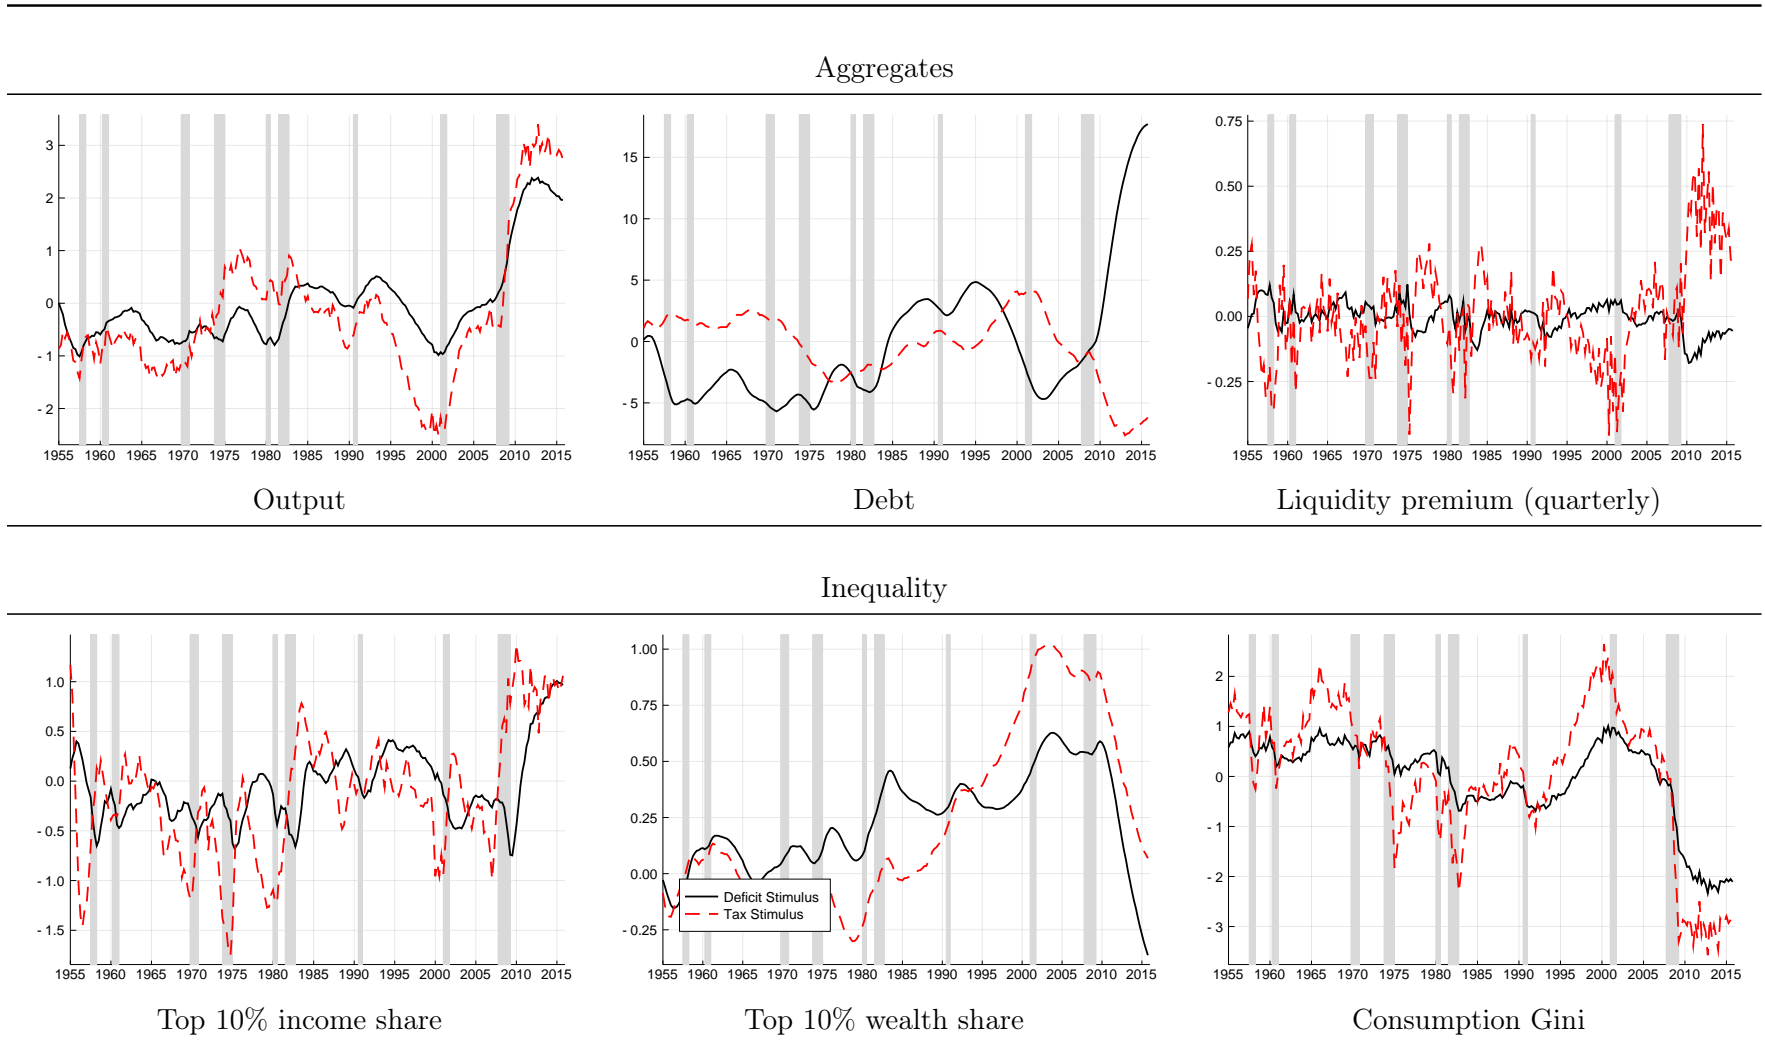 Aggregates
3
2
1
0
- 1
- 2
1955 1960 1965 1970 1975 1980 1985 1990 1995 2000 2005 2010 2015
Output
15
10
5
0
- 5
1955 1960 1965 1970 1975 1980 1985 1990 1995 2000 2005 2010 2015
Debt
0.75
0.50
0.25
0.00
- 0.25
1955 1960 1965 1970 1975 1980 1985 1990 1995 2000 2005 2010 2015
Liquidity premium (quarterly)
Inequality
1.0
0.5
0.0
- 0.5
- 1.0
- 1.5
1955 1960 1965 1970 1975 1980 1985 1990 1995 2000 2005 2010 2015
Top 10% income share
1.00
0.75
0.50
0.25
0.00
- 0.25
Deficit Stimulus
Tax Stimulus
1955 1960 1965 1970 1975 1980 1985 1990 1995 2000 2005 2010 2015
Top 10% wealth share
2
1
0
- 1
- 2
- 3
1955 1960 1965 1970 1975 1980 1985 1990 1995 2000 2005 2010 2015
Consumption Gini